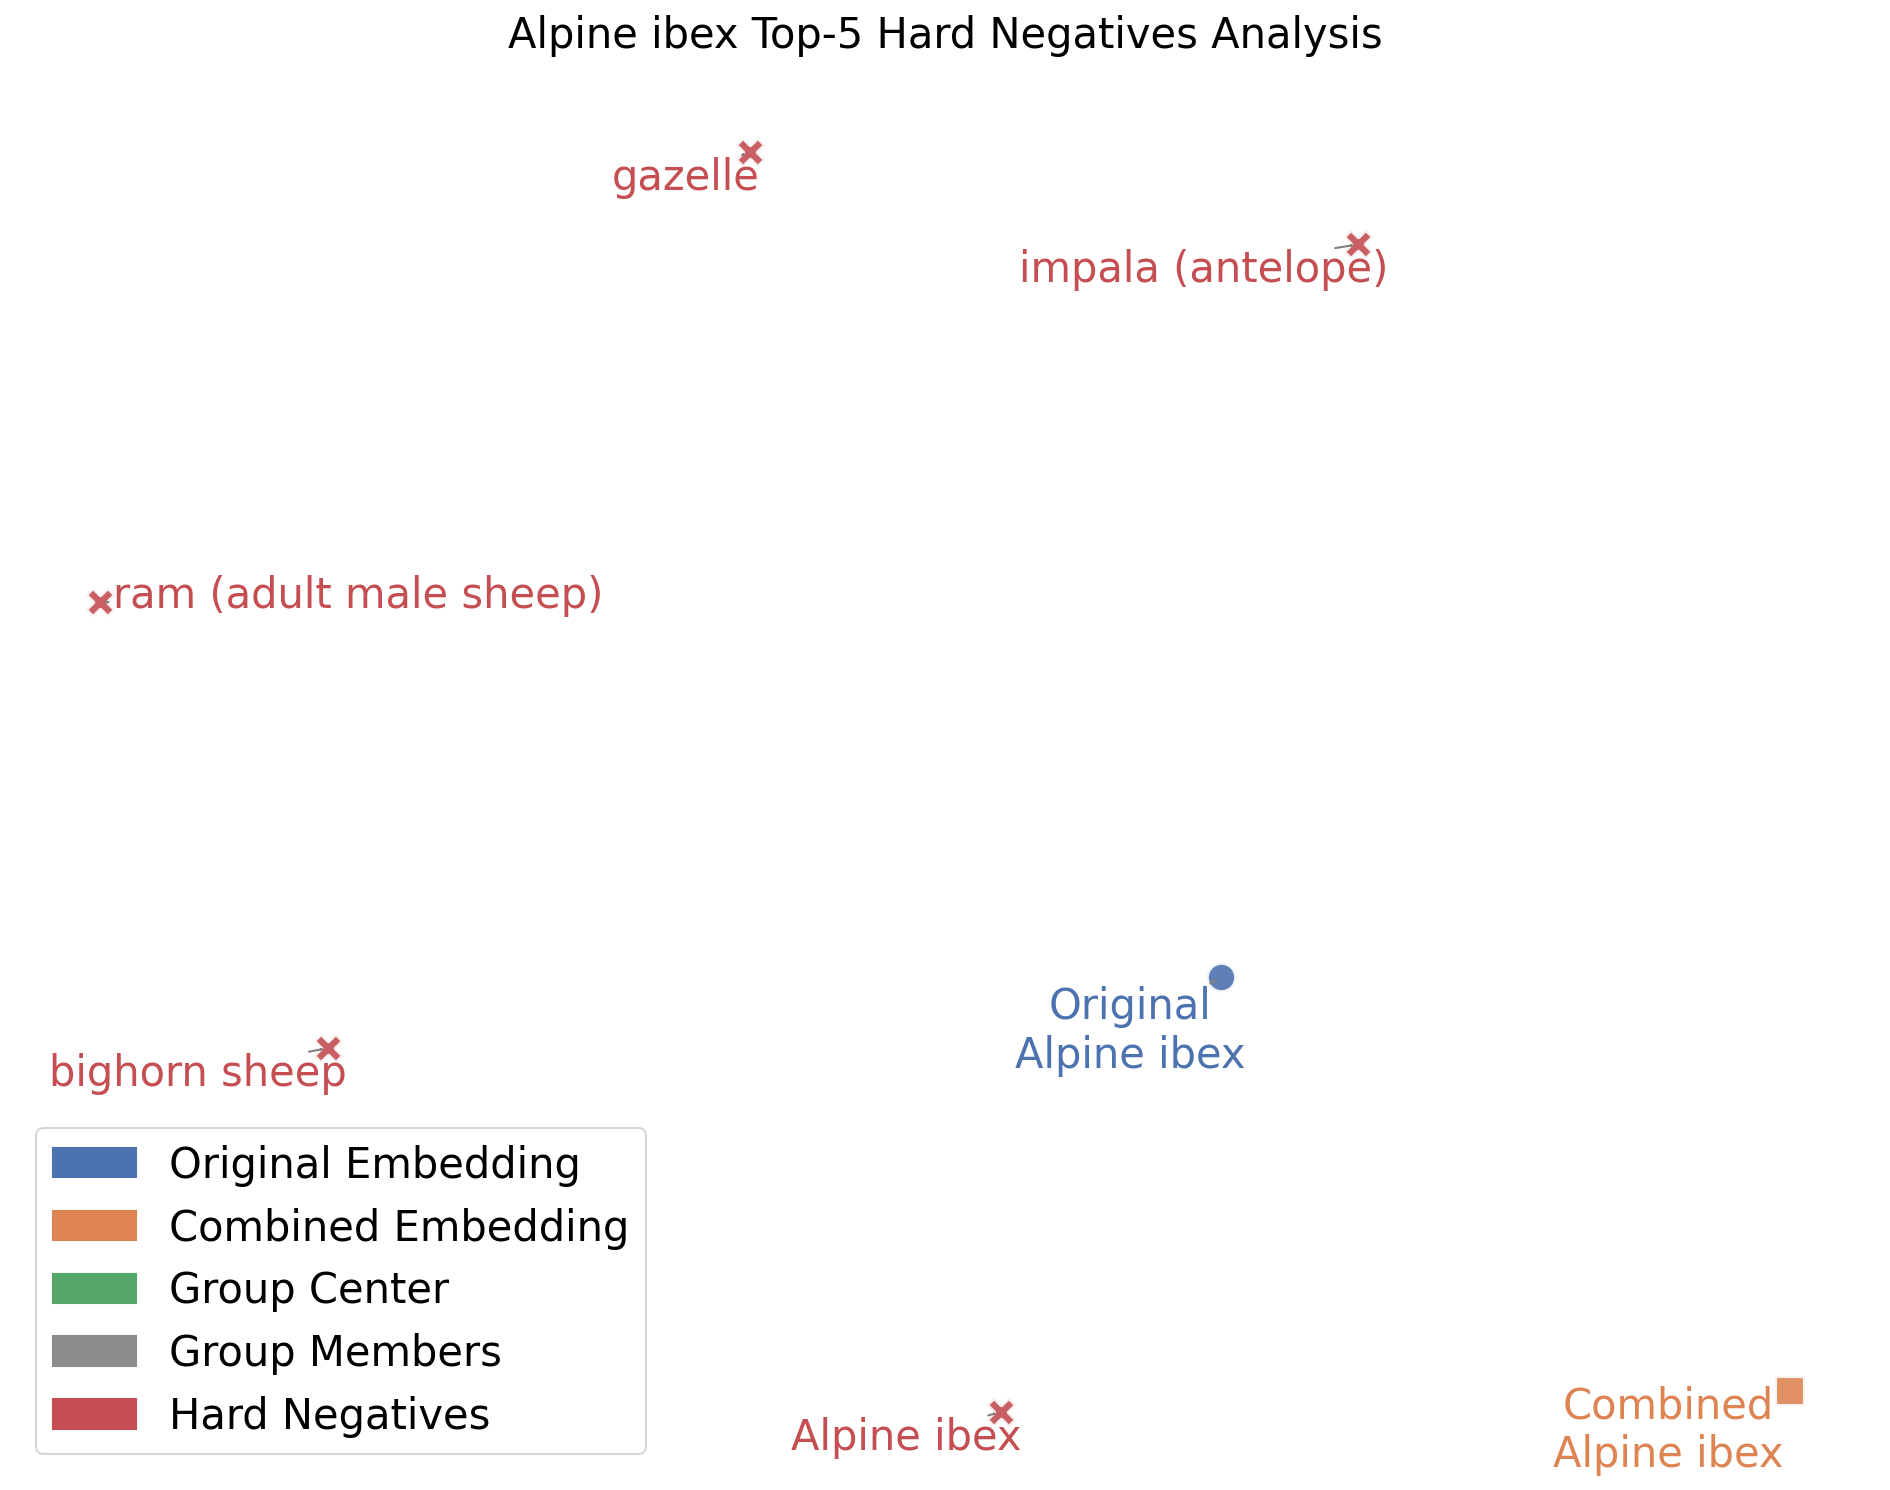 Alpine ibex Top-5 Hard Negatives Analysis
gazelle
impala (antelope)
ram (adult male sheep)
Original
Alpine ibex
bighorn sheep
Original Embedding
Combined Embedding
Group Center
Group Members
Hard Negatives
Alpine ibex
Combined
Alpine ibex